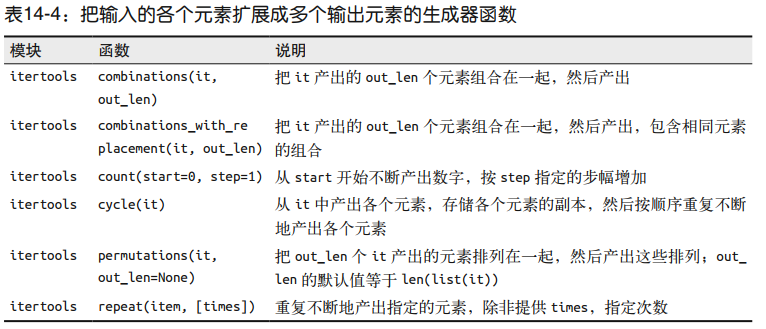 表14-4：把输入的各个元素扩展成多个输出元素的生成器函数
模块 函数 说明
itertools combinations(it, 把 it 产出的 out_len 个元素组合在一起，然后产出
out_len)
itertools combinations_with_re 把 it 产出的 out_len 个元素组合在一起，然后产出，包含相同元素
placement(it, out_len) 的组合
itertools count(start=0, step=1) 从 start 开始不断产出数字，按 step 指定的步幅增加
itertools cycle(it) 从 it 中产出各个元素，存储各个元素的副本，然后按顺序重复不断
地产出各个元素
itertools permutations(it, 把 out_len 个 it 产出的元素排列在一起，然后产出这些排列；out_
out_len=None) len 的默认值等于 len(list(it))
itertools repeat(item, [times]) 重复不断地产出指定的元素，除非提供 times，指定次数